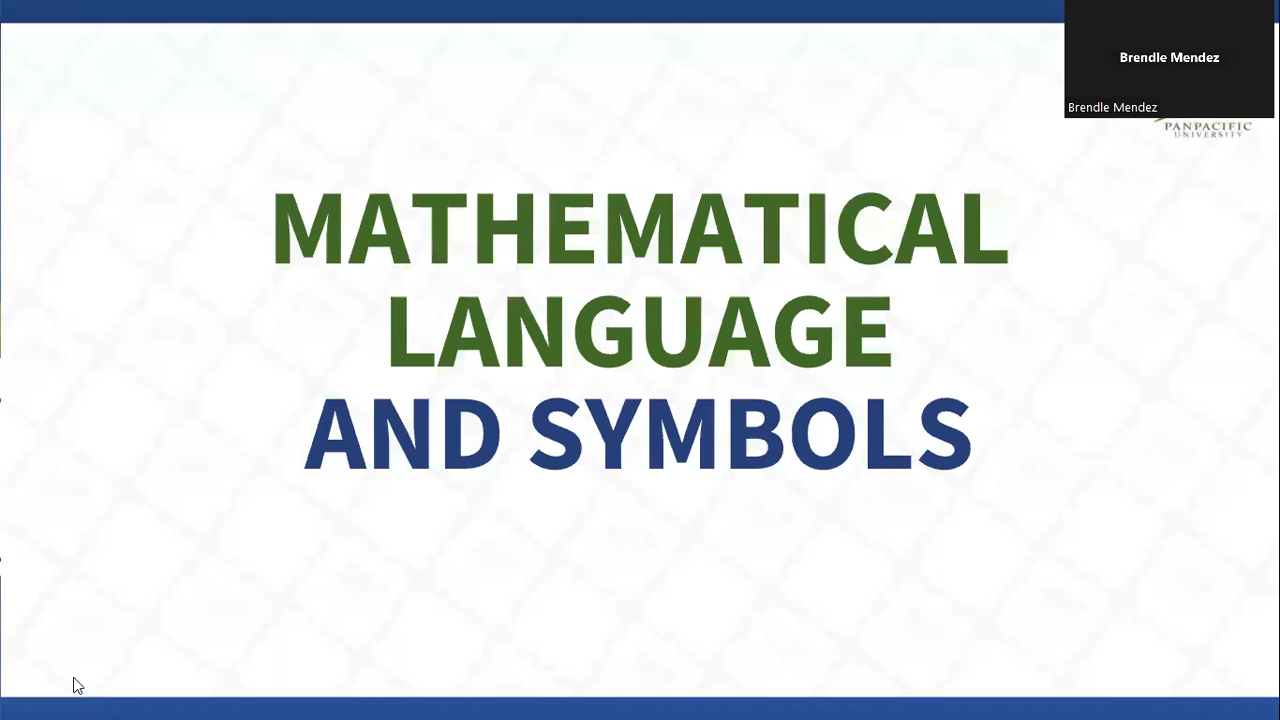 Brendle Mendez
Brendle Mendez
PANPACIFIC
UNIVERSITY
MATHEMATICAL
LANGUAGE
AND SYMBOLS